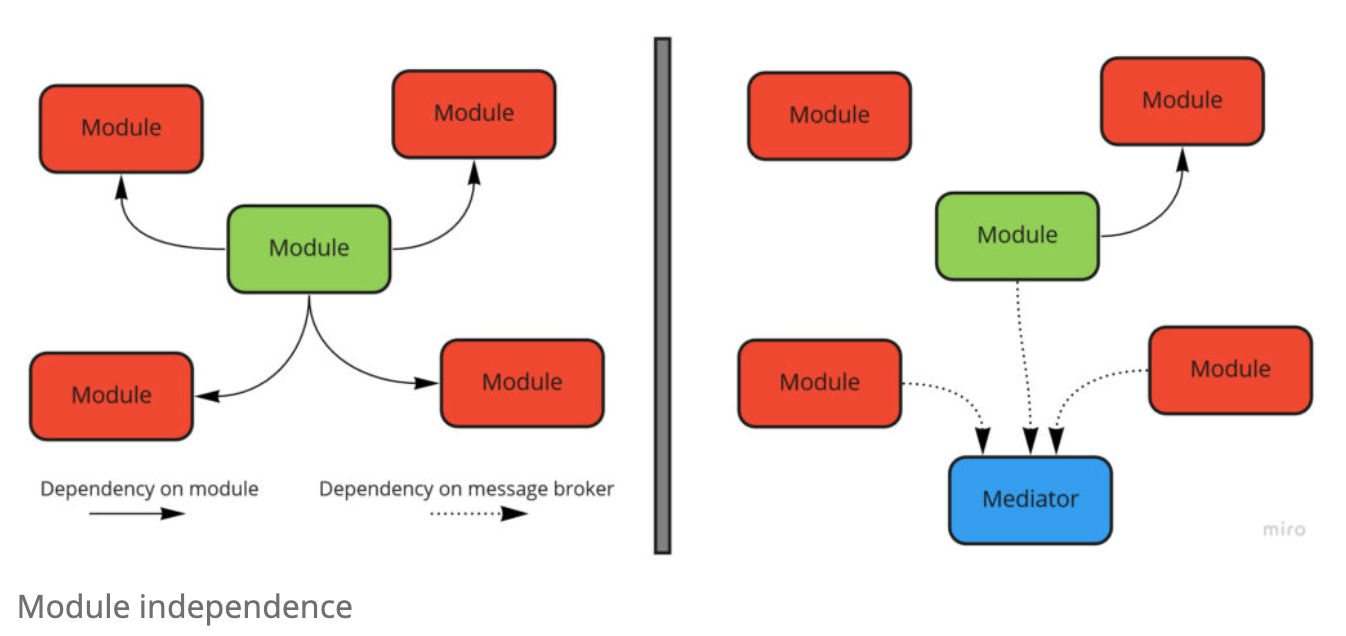 Module
Module
Module
Module
Module
Dependency on module
Dependency on message broker
Module
Module
Module
Module
Module
Mediator
miro
Module independence